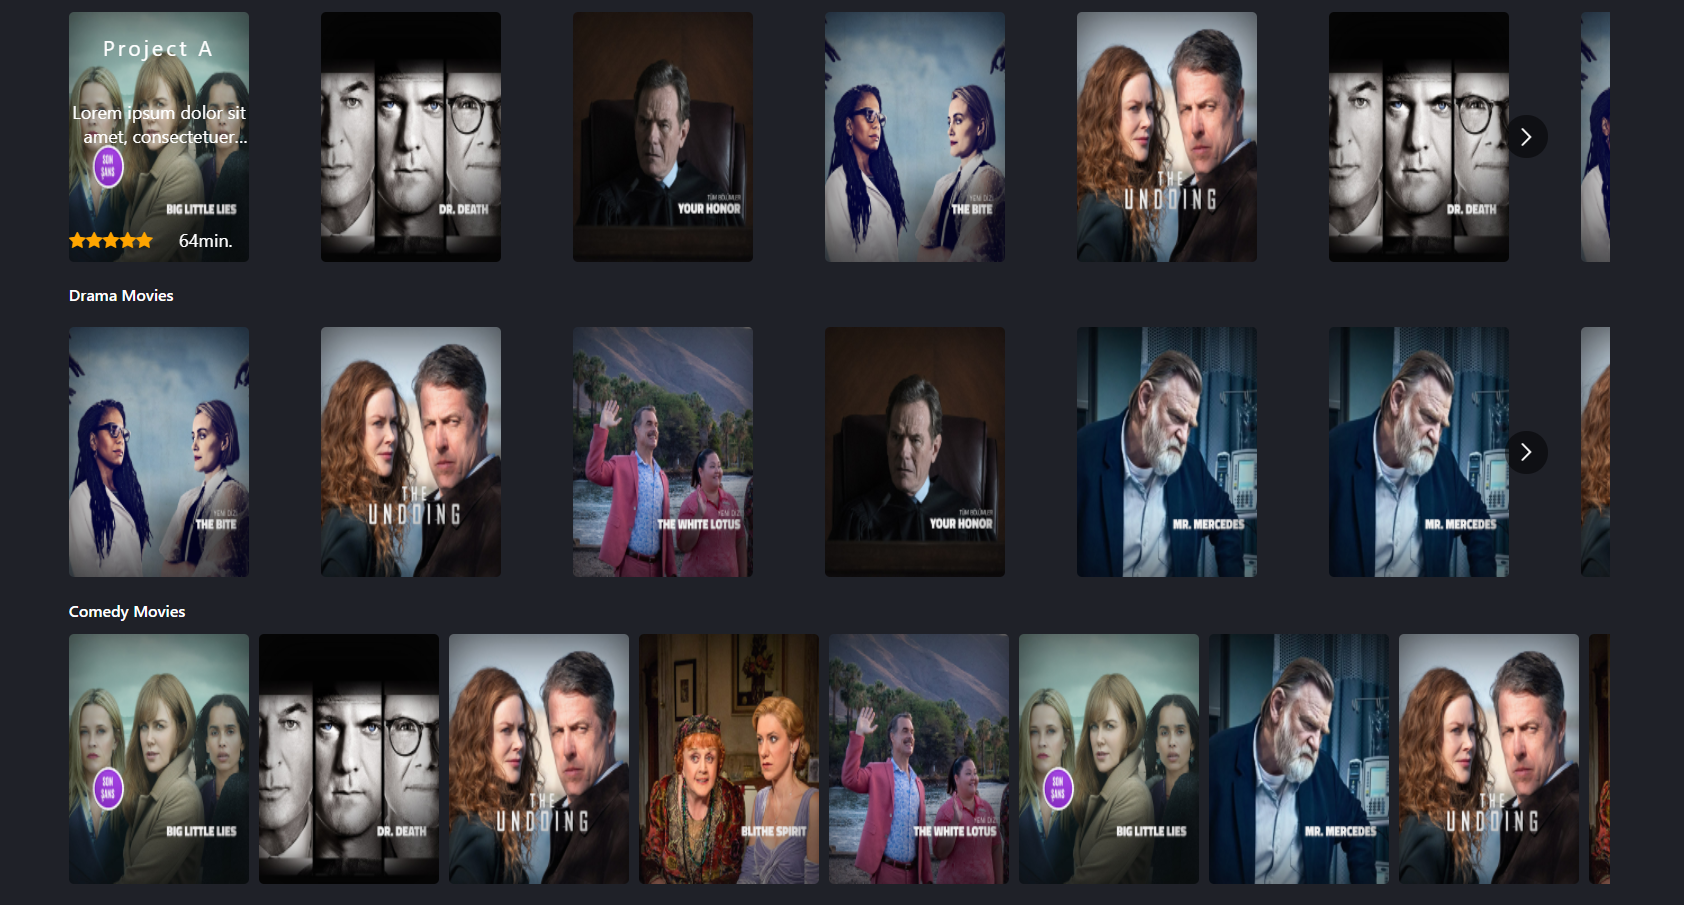 Project A
Lorem ipsum dolor sit
amet, consectetuer...
SON
ŞANS
BIG LITTLE LIES
64min.
DR. DEATH
TÜM BÖLÜMLER
YOUR HONOR
YENİ DİZİ
THE BITE
THE
UNDOING
DR. DEATH
Drama Movies
YENİ DİZİ
THE BITE
THE
UNDOING
YENİ DİZİ
THE WHITE LOTUS
TÜM BÖLÜMLER
YOUR HONOR
MR. MERCEDES
MR. MERCEDES
Comedy Movies
SON
ŞANS
BIG LITTLE LIES
DR. DEATH
THE
UNDOING
BLITHE SPIRIT
YENİ DİZİ
THE WHITE LOTUS
SON
ŞANS
BIG LITTLE LIES
MR. MERCEDES
THE
UNDOING